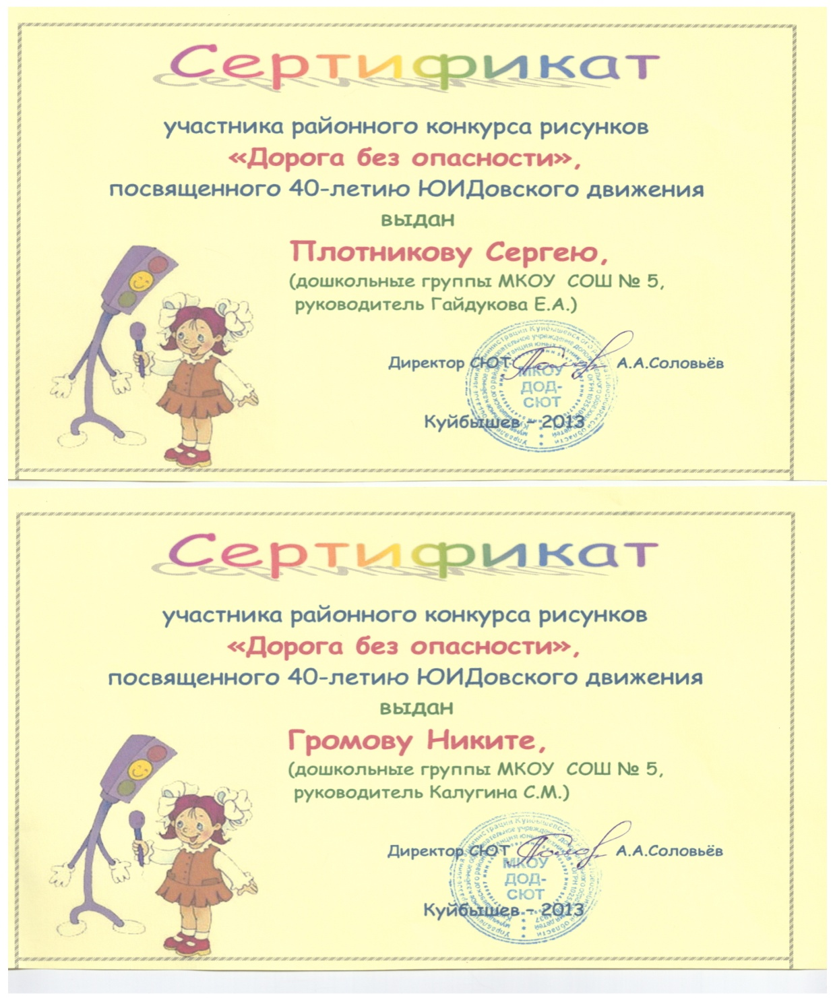 Сертификат
участника районного конкурса рисунков
«Дорога без опасности»,
посвященного 40-летию ЮИДовского движения
выдан
Плотникову Сергею,
(дошкольные группы МКОУ СОШ № 5,
руководитель Гайдукова Е.А.)
Директор СЮТ А.А.Соловьёв
МКОУ
ДОД-
СЮТ
Куйбышев - 2013
Сертификат
участника районного конкурса рисунков
«Дорога без опасности»,
посвященного 40-летию ЮИДовского движения
выдан
Громову Никите,
(дошкольные группы МКОУ СОШ № 5,
руководитель Калугина С.М.)
Директор СЮТ А.А.Соловьёв
МКОУ
ДОД-
СЮТ
Куйбышев - 2013